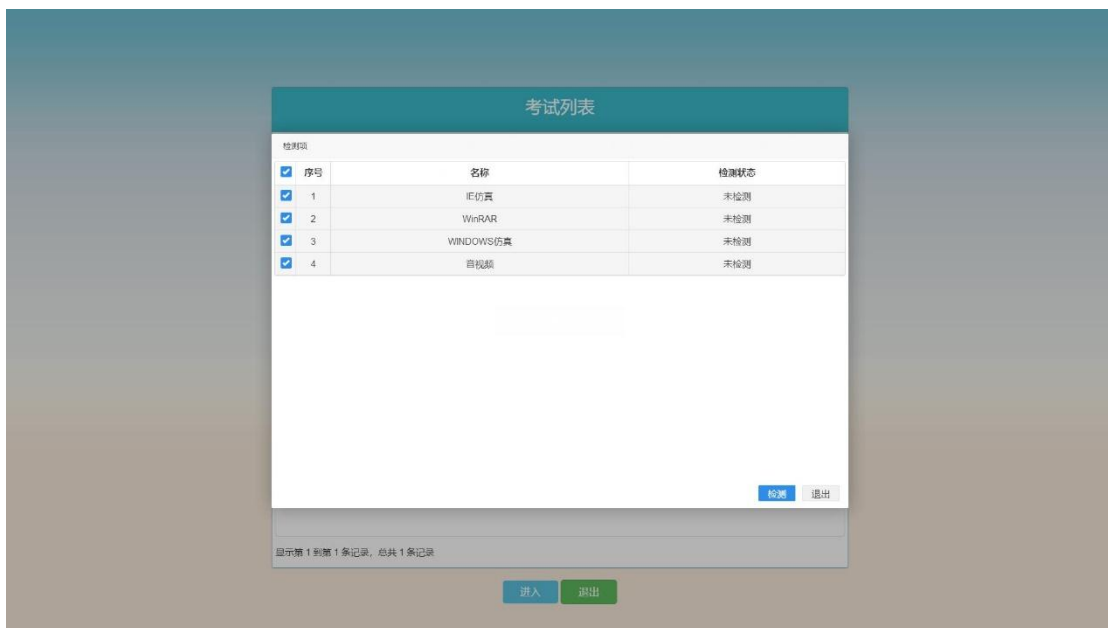 考试列表
检测项
序号 名称 检测状态
1 IE仿真 未检测
2 WinRAR 未检测
3 WINDOWS仿真 未检测
4 音视频 未检测
检测 退出
显示第 1 到第 1 条记录，总共 1 条记录
进入 退出